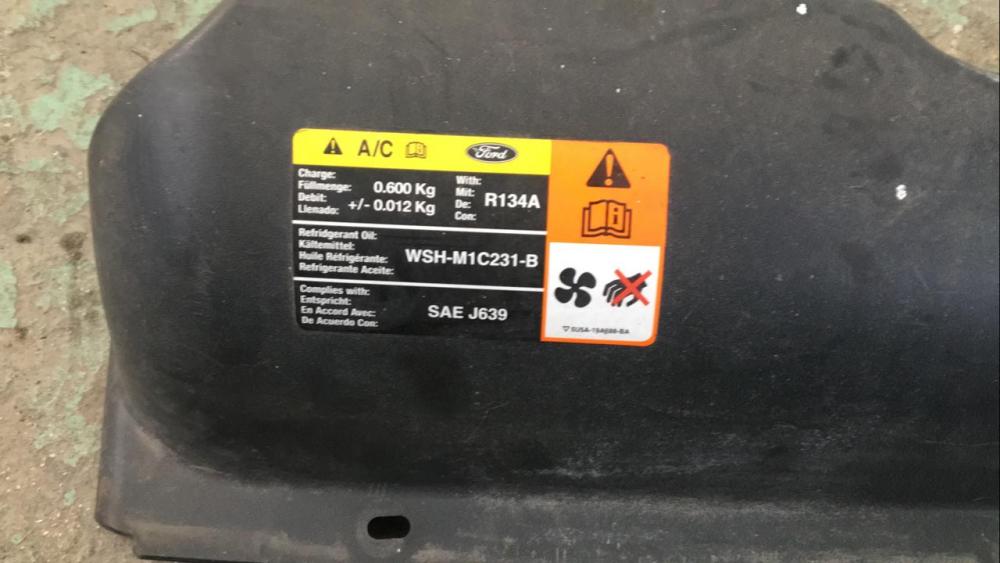 A/C
Ford
Charge:
Füllmenge:
Debit:
Llenado:
0.600 Kg
+/- 0.012 Kg
With:
Mit:
De:
Con:
R134A
Refridgerant Oil:
Kältemittel:
Huile Réfrigérante:
Refrigerante Aceite:
WSH-M1C231-B
Complies with:
Entspricht:
En Accord Avec:
De Acuerdo Con:
SAE J639